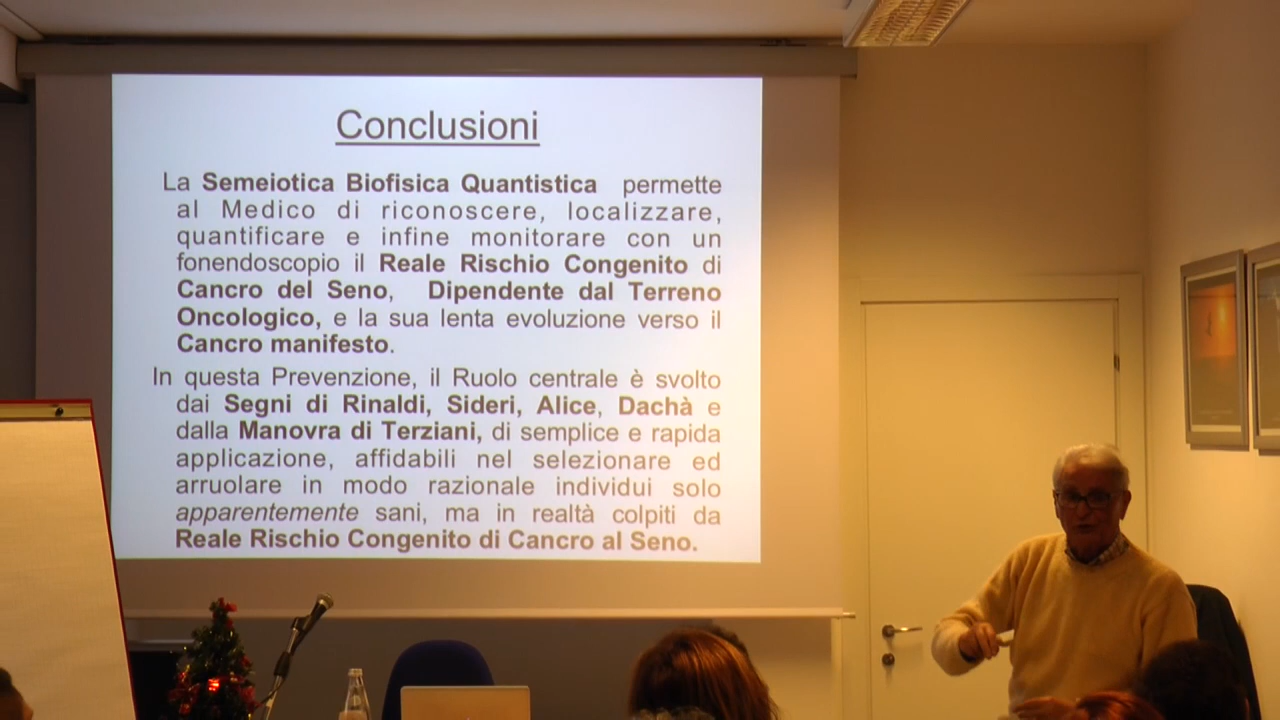 Conclusioni
La Semeiotica Biofisica Quantistica permette
al Medico di riconoscere, localizzare,
quantificare e infine monitorare con un
fonendoscopio il Reale Rischio Congenito di
Cancro del Seno, Dipendente dal Terreno
Oncologico, e la sua lenta evoluzione verso il
Cancro manifesto.
In questa Prevenzione, il Ruolo centrale è svolto
dai Segni di Rinaldi, Sideri, Alice, Dachà e
dalla Manovra di Terziani, di semplice e rapida
applicazione, affidabili nel selezionare ed
arruolare in modo razionale individui solo
apparentemente sani, ma in realtà colpiti da
Reale Rischio Congenito di Cancro al Seno.